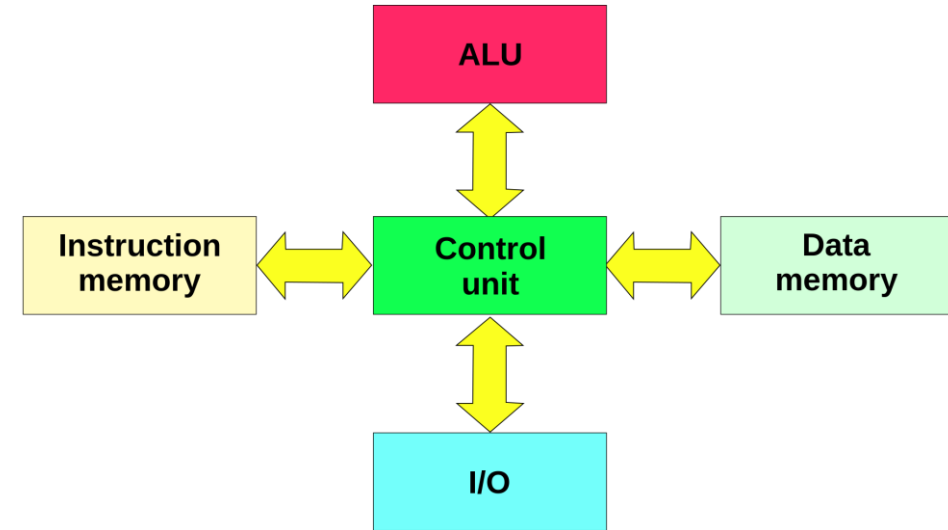 ALU
Instruction
memory
Control
unit
Data
memory
I/O